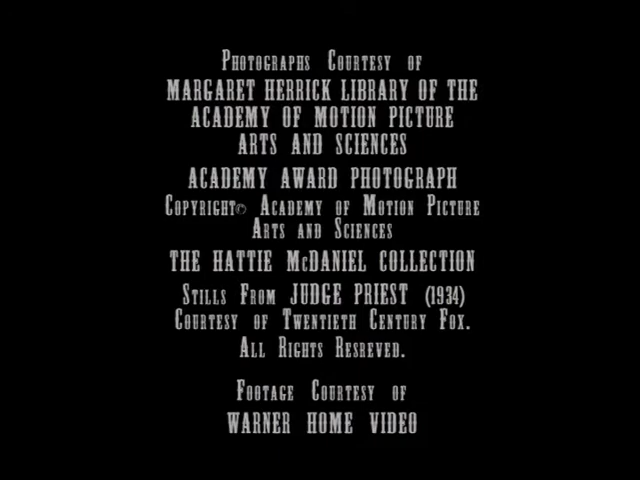 Photographs Courtesy of
MARGARET HERRICK LIBRARY OF THE
ACADEMY OF MOTION PICTURE
ARTS AND SCIENCES
ACADEMY AWARD PHOTOGRAPH
Copyright© Academy of Motion Picture
Arts and Sciences
THE HATTIE McDANIEL COLLECTION
Stills From JUDGE PRIEST (1934)
Courtesy of Twentieth Century Fox.
All Rights Resreved.
Footage Courtesy of
WARNER HOME VIDEO